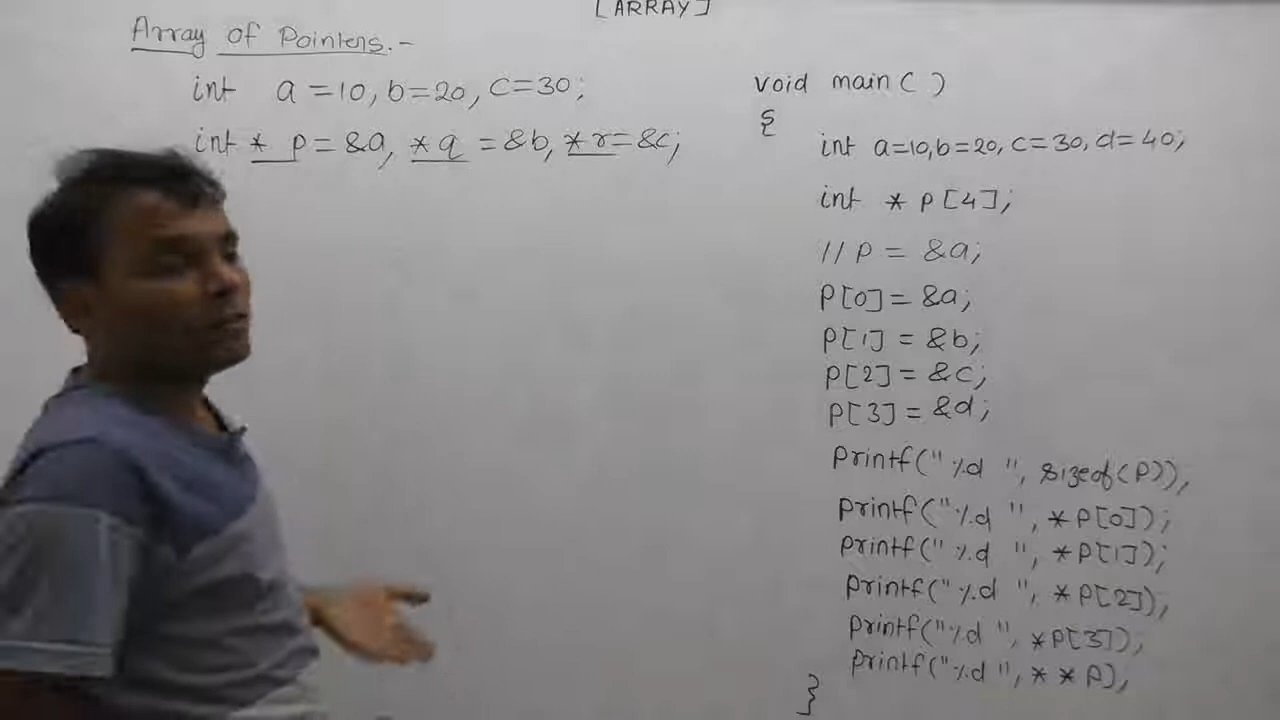 [ARRAY]
Array of Pointers.-
int a=10, b=20, c=30;
int * p = &a, *q = &b, *r = &c;
void main( )
{
int a=10, b=20, c=30, d=40;
int * p[4];
// p = &a;
p[0] = &a;
p[1] = &b;
p[2] = &c;
p[3] = &d;
printf("%d ", sizeof(p));
printf("%d ", *p[0]);
printf("%d ", *p[1]);
printf("%d ", *p[2]);
printf("%d ", *p[3]);
printf("%d ", **p);
}